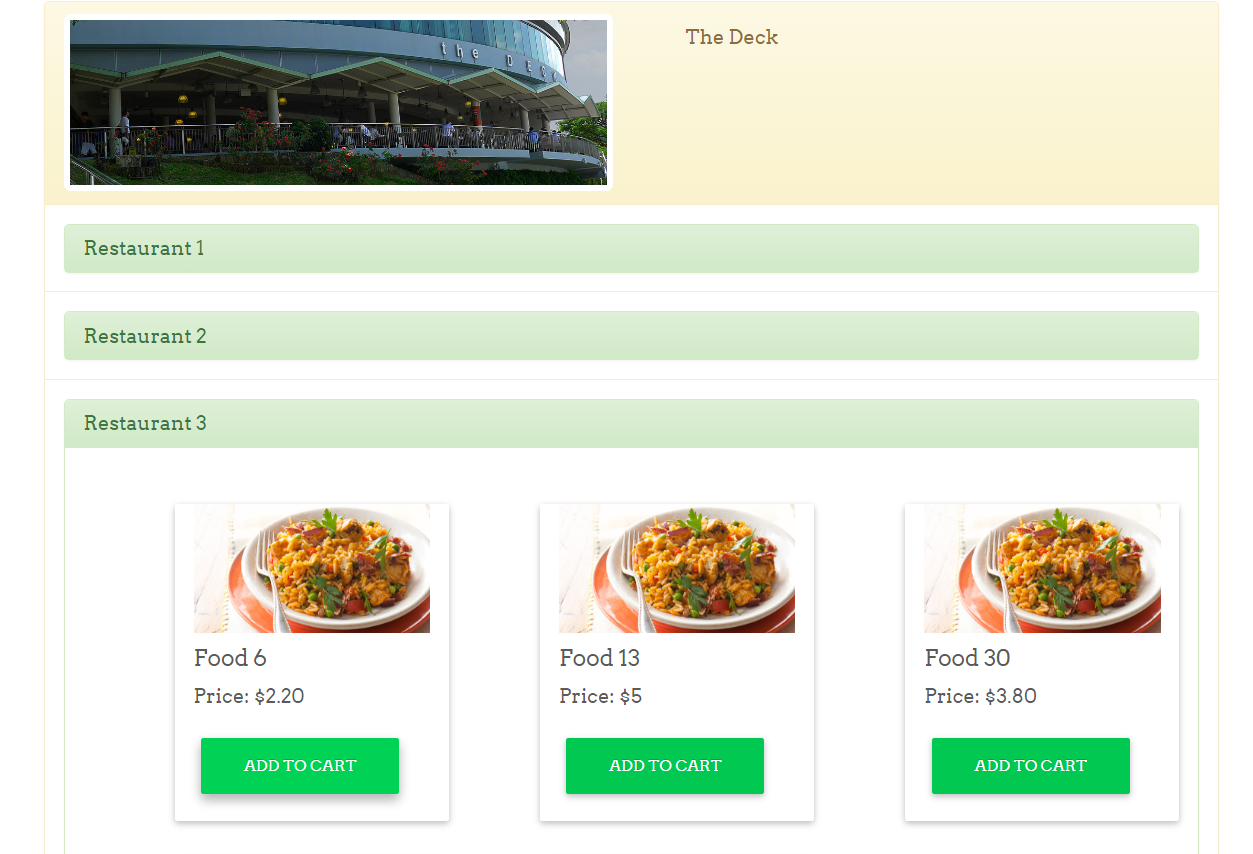 the DECK
The Deck
Restaurant 1
Restaurant 2
Restaurant 3
Food 6
Price: $2.20
ADD TO CART
Food 13
Price: $5
ADD TO CART
Food 30
Price: $3.80
ADD TO CART